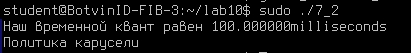 student@BotvinID-FIB-3:~/lab10$ sudo ./7_2
Наш Временной квант равен 100.000000milliseconds
Политика карусели